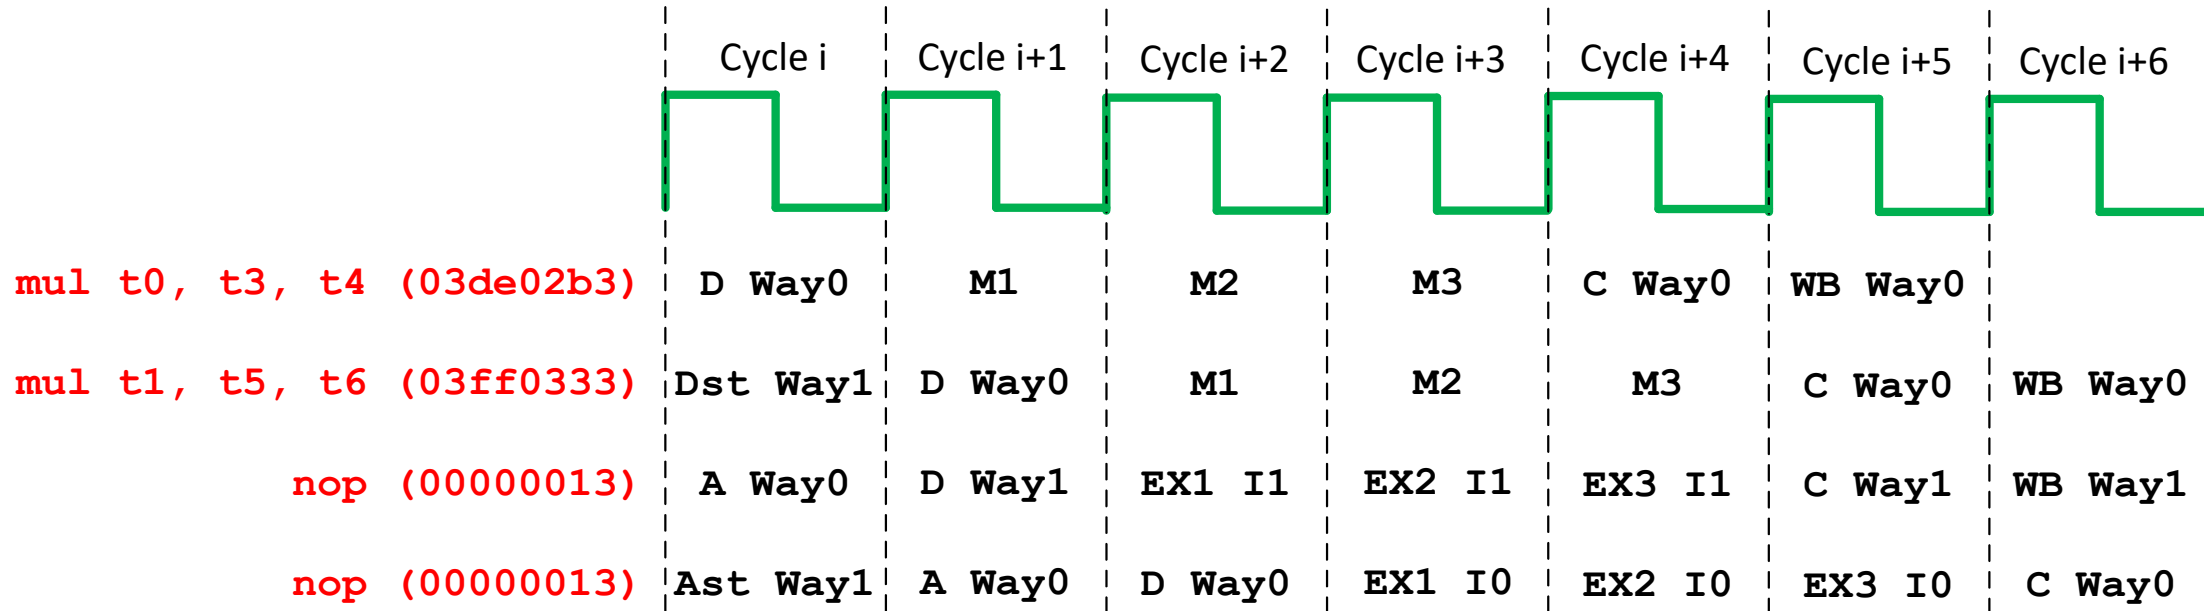 Cycle i Cycle i+1 Cycle i+2 Cycle i+3 Cycle i+4 Cycle i+5 Cycle i+6
mul t0, t3, t4 (03de02b3) D Way0 M1 M2 M3 C Way0 WB Way0
mul t1, t5, t6 (03ff0333) Dst Way1 D Way0 M1 M2 M3 C Way0 WB Way0
nop (00000013) A Way0 D Way1 EX1 I1 EX2 I1 EX3 I1 C Way1 WB Way1
nop (00000013) Ast Way1 A Way0 D Way0 EX1 I0 EX2 I0 EX3 I0 C Way0